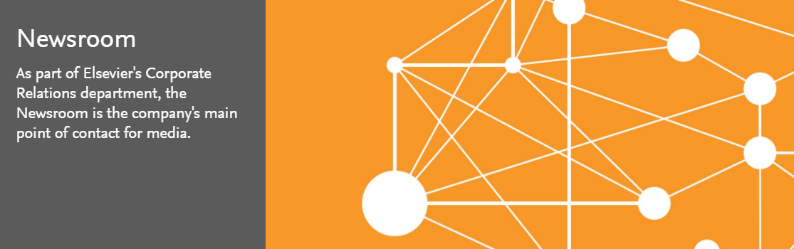 Newsroom
As part of Elsevier's Corporate
Relations department, the
Newsroom is the company's main
point of contact for media.